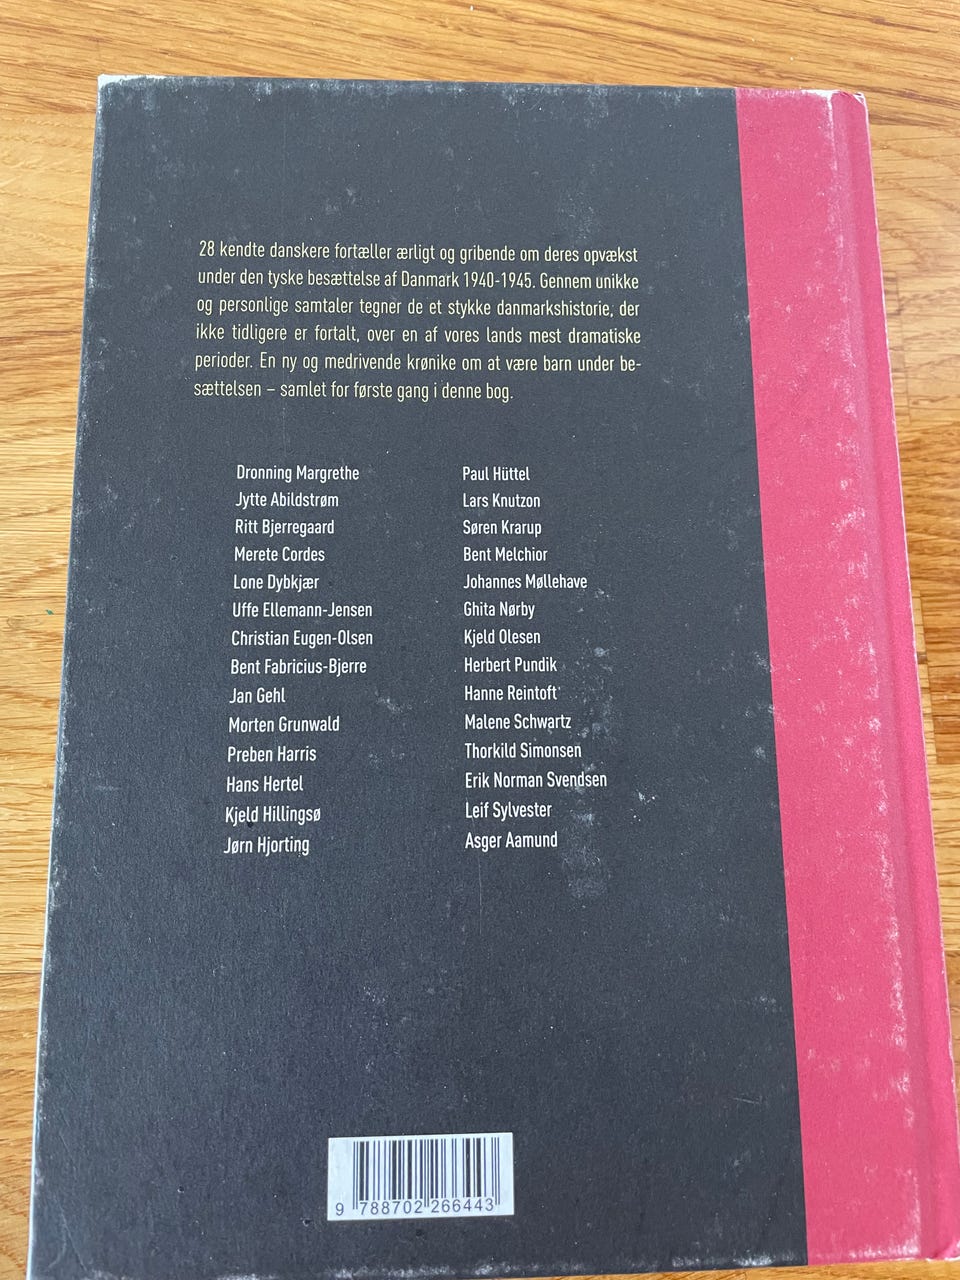 28 kendte danskere fortæller ærligt og gribende om deres opvækst
under den tyske besættelse af Danmark 1940-1945. Gennem unikke
og personlige samtaler tegner de et stykke danmarkshistorie, der
ikke tidligere er fortalt, over en af vores lands mest dramatiske
perioder. En ny og medrivende krønike om at være barn under be-
sættelsen – samlet for første gang i denne bog.
Dronning Margrethe
Jytte Abildstrøm
Ritt Bjerregaard
Merete Cordes
Lone Dybkjær
Uffe Ellemann-Jensen
Christian Eugen-Olsen
Bent Fabricius-Bjerre
Jan Gehl
Morten Grunwald
Preben Harris
Hans Hertel
Kjeld Hillingsø
Jørn Hjorting
Paul Hüttel
Lars Knutzon
Søren Krarup
Bent Melchior
Johannes Møllehave
Ghita Nørby
Kjeld Olesen
Herbert Pundik
Hanne Reintoft
Malene Schwartz
Thorkild Simonsen
Erik Norman Svendsen
Leif Sylvester
Asger Aamund
9 788702 266443